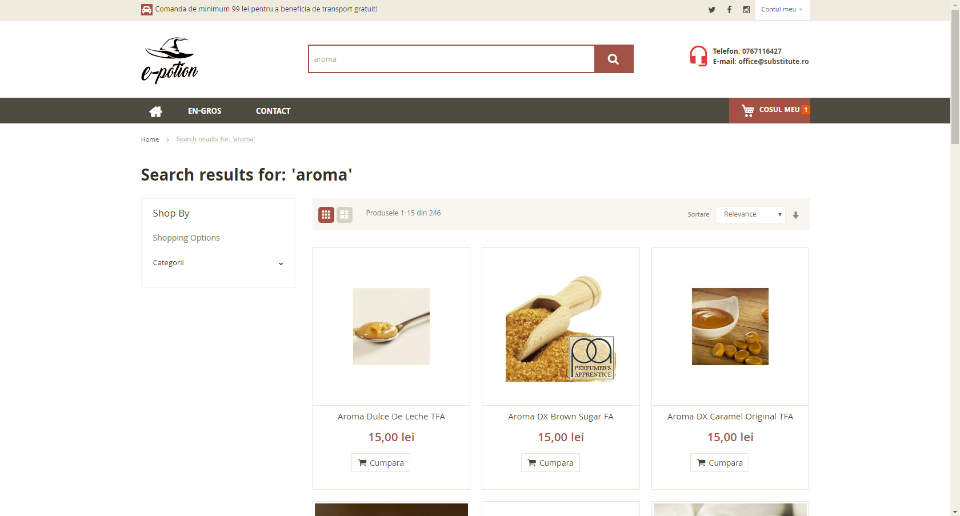 Comanda de minimum 99 lei pentru a beneficia de transport gratuit!
Contul meu
e-potion
aroma
Telefon: 0767116427
E-mail: office@substitute.ro
EN-GROS
CONTACT
COSUL MEU 1
Home > Search results for: 'aroma'
Search results for: 'aroma'
Shop By
Shopping Options
Categorii
Produsele 1-15 din 246
Sortare
Relevance
PERFUMER'S
APPRENTICE
Aroma Dulce De Leche TFA
Aroma DX Brown Sugar FA
Aroma DX Caramel Original TFA
15,00 lei
15,00 lei
15,00 lei
Cumpara
Cumpara
Cumpara